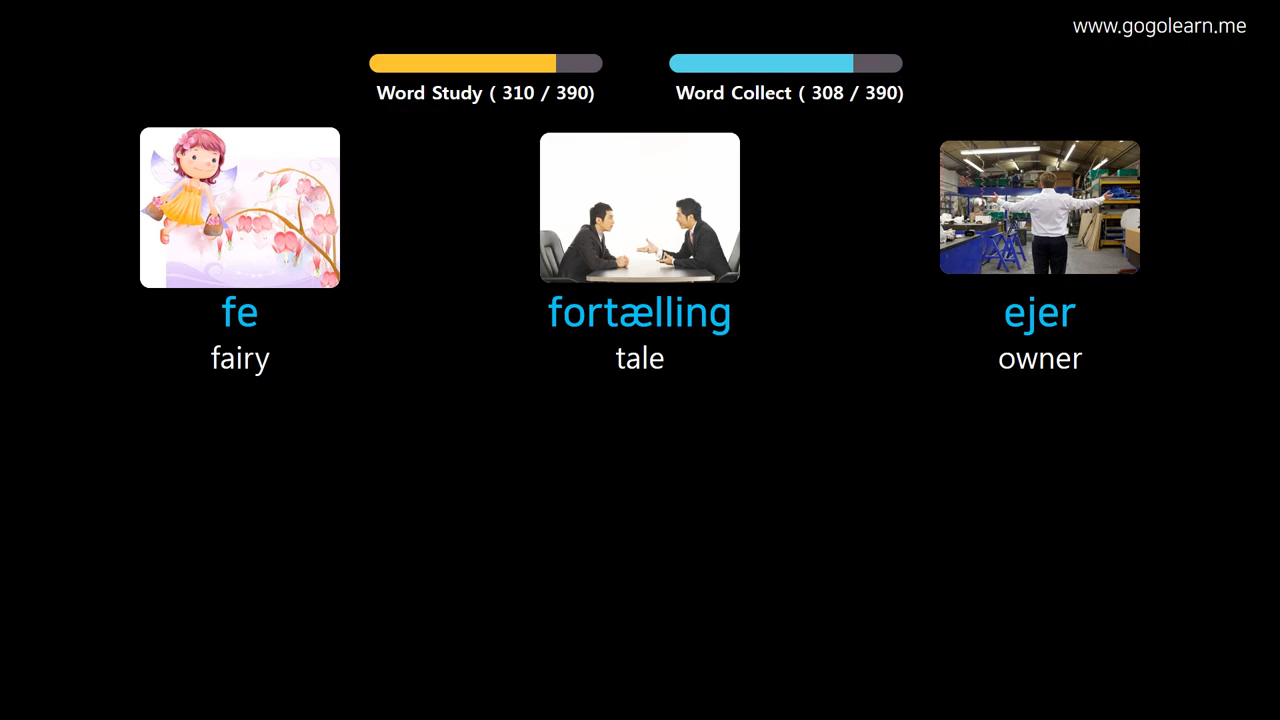 www.gogolearn.me
Word Study ( 310 / 390)
Word Collect ( 308 / 390)
fe
fairy
fortælling
tale
ejer
owner